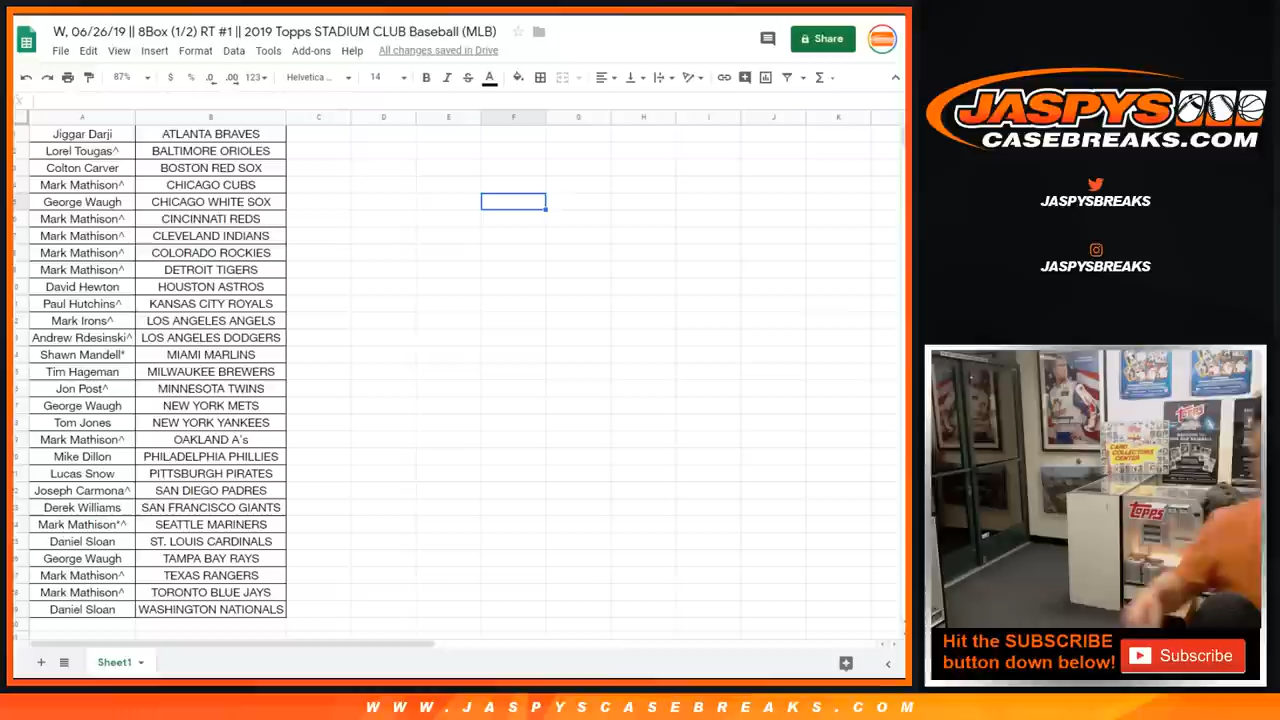 W, 06/26/19 || 8Box (1/2) RT #1 || 2019 Topps STADIUM CLUB Baseball (MLB)
Share
File Edit View Insert Format Data Tools Add-ons Help All changes saved in Drive
87% $ % .0 .00 123 Helvetica ... 14 B I S A Σ
A B C D E F G H I J K
Jiggar Darji ATLANTA BRAVES
Lorel Tougas^ BALTIMORE ORIOLES
Colton Carver BOSTON RED SOX
Mark Mathison^ CHICAGO CUBS
George Waugh CHICAGO WHITE SOX
Mark Mathison^ CINCINNATI REDS
Mark Mathison^ CLEVELAND INDIANS
Mark Mathison^ COLORADO ROCKIES
Mark Mathison^ DETROIT TIGERS
David Hewton HOUSTON ASTROS
Paul Hutchins^ KANSAS CITY ROYALS
Mark Irons^ LOS ANGELES ANGELS
Andrew Rdesinski^ LOS ANGELES DODGERS
Shawn Mandell* MIAMI MARLINS
Tim Hageman MILWAUKEE BREWERS
Jon Post^ MINNESOTA TWINS
George Waugh NEW YORK METS
Tom Jones NEW YORK YANKEES
Mark Mathison^ OAKLAND A's
Mike Dillon PHILADELPHIA PHILLIES
Lucas Snow PITTSBURGH PIRATES
Joseph Carmona^ SAN DIEGO PADRES
Derek Williams SAN FRANCISCO GIANTS
Mark Mathison*^ SEATTLE MARINERS
Daniel Sloan ST. LOUIS CARDINALS
George Waugh TAMPA BAY RAYS
Mark Mathison^ TEXAS RANGERS
Mark Mathison^ TORONTO BLUE JAYS
Daniel Sloan WASHINGTON NATIONALS
Sheet1
JASPYS
CASEBREAKS.COM
JASPYSBREAKS
JASPYSBREAKS
CARD
COLLECTORS
CENTER
TOPPS
Topps
Hit the SUBSCRIBE
button down below!
Subscribe
WWW.JASPYSCASEBREAKS.COM